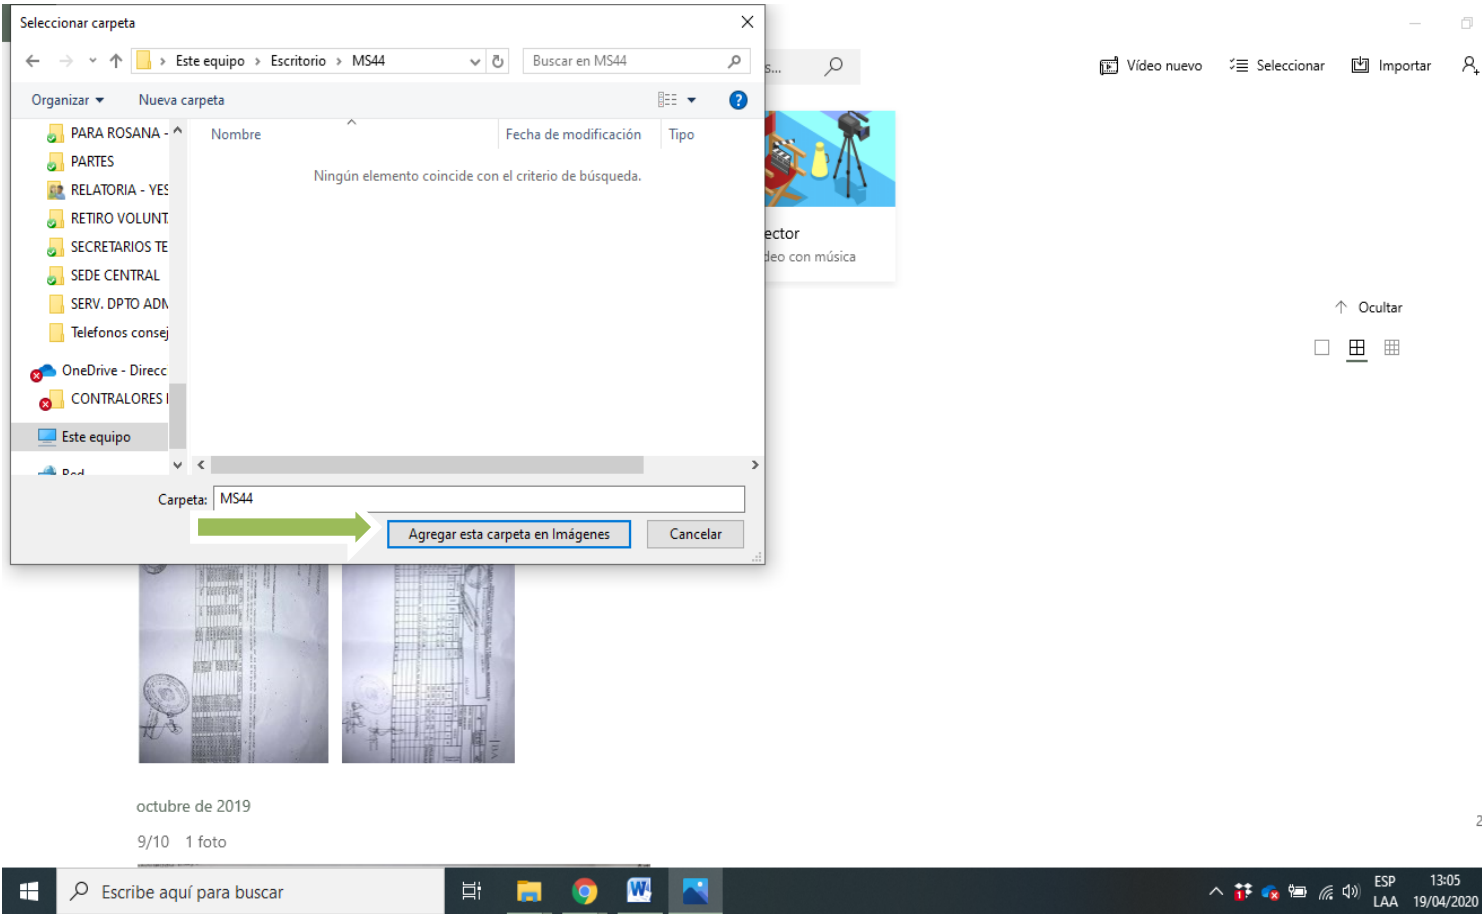 Seleccionar carpeta
Este equipo > Escritorio > MS44
Buscar en MS44
Organizar
Nueva carpeta
PARA ROSANA -
PARTES
RELATORIA - YES
RETIRO VOLUNT
SECRETARIOS TE
SEDE CENTRAL
SERV. DPTO ADM
Telefonos consej
OneDrive - Direcc
CONTRALORES
Este equipo
Red
Nombre
Fecha de modificación
Tipo
Ningún elemento coincide con el criterio de búsqueda.
Carpeta:
MS44
Agregar esta carpeta en Imágenes
Cancelar
s...
Vídeo nuevo
Seleccionar
Importar
ector
deo con música
Ocultar
octubre de 2019
9/10 1 foto
2
Escribe aquí para buscar
ESP
LAA
13:05
19/04/2020